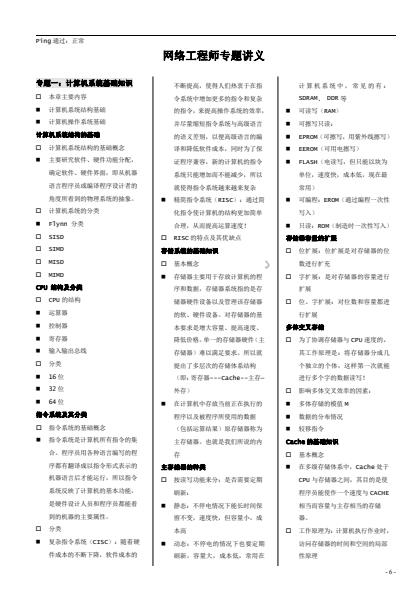 Ping 通过：正常
网络工程师专题讲义
专题一：计算机系统基础知识
□ 本章主要内容
■ 计算机系统结构基础
■ 计算机操作系统基础
计算机系统结构的基础
□ 计算机系统结构的基础概念
■ 主要研究软件、硬件功能分配，
确定软件、硬件界面，即从机器
语言程序员或编译程序设计者的
角度所看到的物理系统的抽象。
□ 计算机系统的分类
■ Flynn 分类
□ SISD
□ SIMD
□ MISD
□ MIMD
CPU 结构及分类
□ CPU 的结构
■ 运算器
■ 控制器
■ 寄存器
■ 输入输出总线
□ 分类
■ 16 位
■ 32 位
■ 64 位
指令系统及其分类
□ 指令系统的基础概念
■ 指令系统是计算机所有指令的集
合。程序员用各种语言编写的程
序都有翻译成以指令形式表示的
机器语言后才能运行，所以指令
系统反映了计算机的基本功能，
是硬件设计人员和程序员都能看
到的机器的主要属性。
□ 分类
■ 复杂指令系统（CISC）：随着硬
件成本的不断下降，软件成本的
不断提高，使得人们热衷于在指
令系统中增加更多的指令和复杂
的指令，来提高操作系统的效率，
并尽量缩短指令系统与高级语言
的语义差别，以便高级语言的编
译和降低软件成本。同时为了保
证程序兼容，新的计算机的指令
系统只能增加而不能减少，所以
就使得指令系统越来越复杂
■ 精简指令系统（RISC）：通过简
化指令使计算机的结构更加简单
合理，从而提高运算速度！
□ RISC 的特点及其优缺点
存储系统的基础知识
□ 基本概念
■ 存储器主要用于存放计算机的程
序和数据，存储器系统指的是存
储器硬件设备以及管理该存储器
的软、硬件设备。对存储器的基
本要求是增大容量、提高速度、
降低价格。单一的存储器硬件（主
存储器）难以满足要求。所以就
提出了多层次的存储体系结构
（即：寄存器---Cache--主存—
外存）
■ 在计算机中存放当前正在执行的
程序以及被程序所使用的数据
（包括运算结果）原存储器称为
主存储器。也就是我们所说的内
存
主存储器的种类
□ 按读写功能来分；是否需要定期
刷新；
■ 静态：不停电情况下能长时间保
留不变，速度快，但容量小、成
本高
■ 动态：不停电的情况下也要定期
刷新，容量大，成本低，常用在
计算机系统中，常见的有：
SDRAM、DDR 等
■ 可读写（RAM）
■ 可擦写只读：
■ EPROM（可擦写，用紫外线擦写）
■ EEROM（可用电擦写）
■ FLASH（电读写，但只能以块为
单位，速度快，成本低，现在最
常用）
■ 可编程：EROM（通过编程一次性
写入）
■ 只读：ROM（制造时一次性写入）
存储器容量的扩展
□ 位扩展：位扩展是对存储器的位
数进行扩充
□ 字扩展：是对存储器的容量进行
扩展
□ 位、字扩展：对位数和容量都进
行扩展
多体交叉存储
□ 为了协调存储器与 CPU 速度的，
其工作原理是：将存储器分成几
个独立的个体，这样第一次就能
进行多个字的数据读写！
□ 影响多体交叉效率的因素：
■ 多体存储的模值 M
■ 数据的分布情况
■ 转移指令
Cache 的基础知识
□ 基本概念
■ 在多级存储体系中，Cache 处于
CPU 与存储器之间，其目的是使
程序员能使作一个速度与 CACHE
相当而容量与主存相当的存储
器。
□ 工作原理为：计算机执行作业时，
访问存储器的时间和空间的局部
性原理
- 6 -